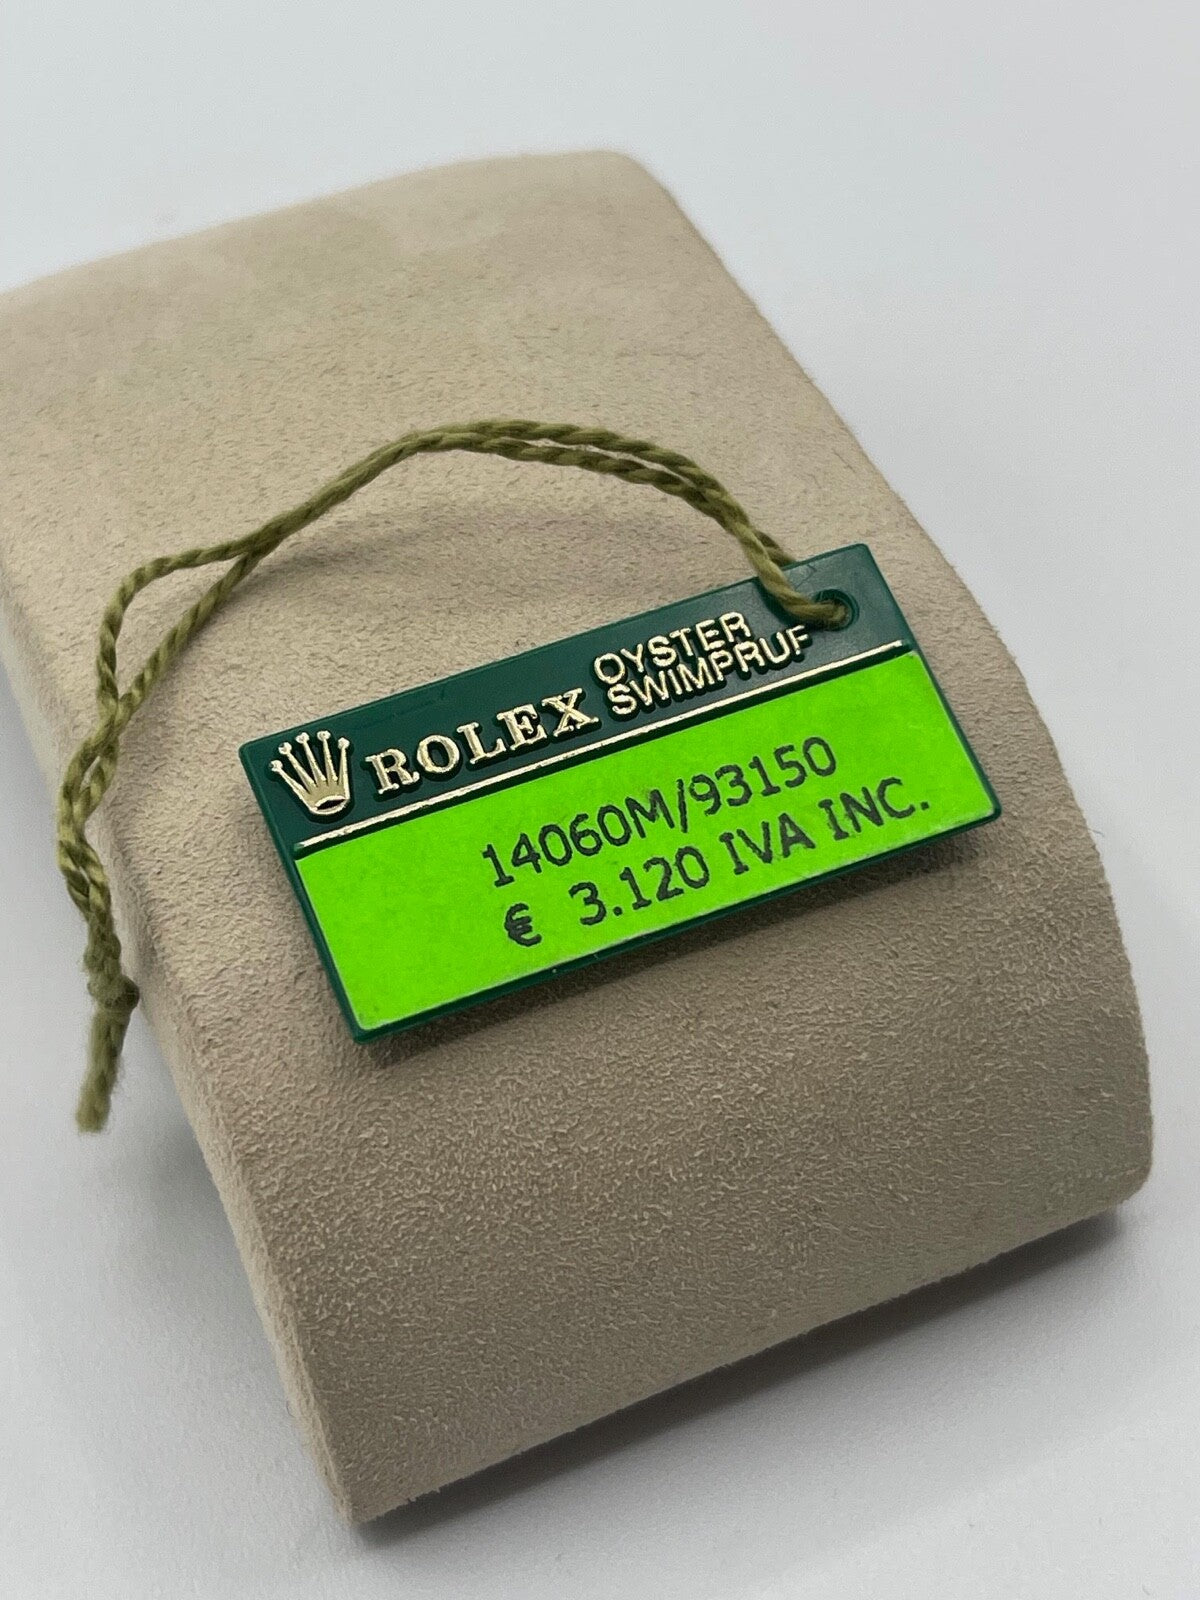 ROLEX OYSTER
SWIMPRUF
14060M/93150
€ 3.120 IVA INC.